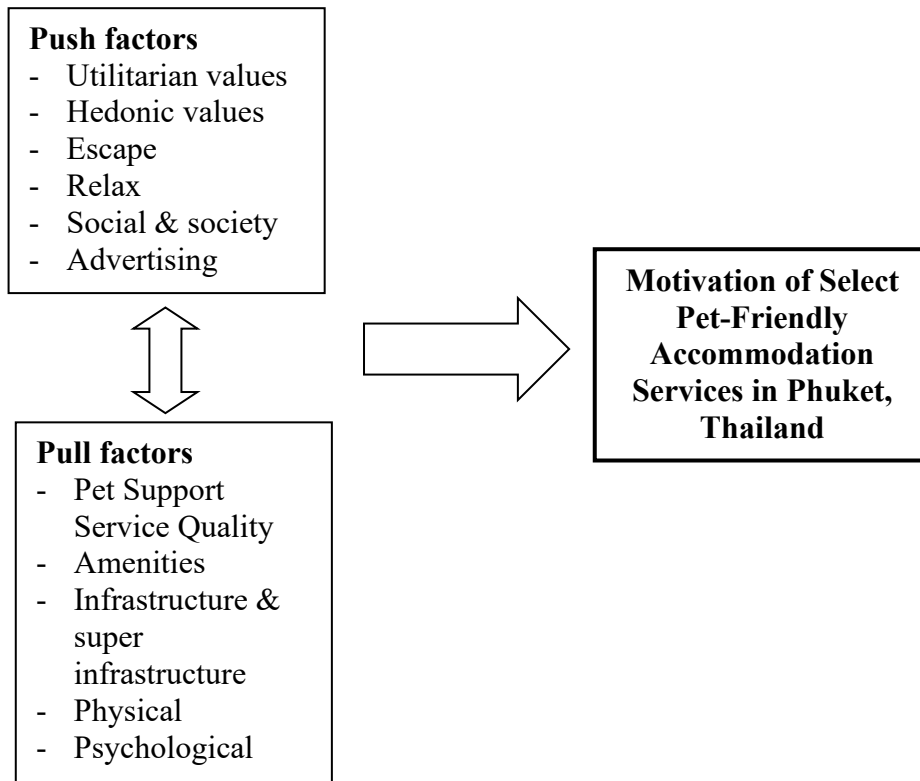 Push factors
- Utilitarian values
- Hedonic values
- Escape
- Relax
- Social & society
- Advertising
Motivation of Select
Pet-Friendly
Accommodation
Services in Phuket,
Thailand
Pull factors
- Pet Support
Service Quality
- Amenities
- Infrastructure &
super
infrastructure
- Physical
- Psychological